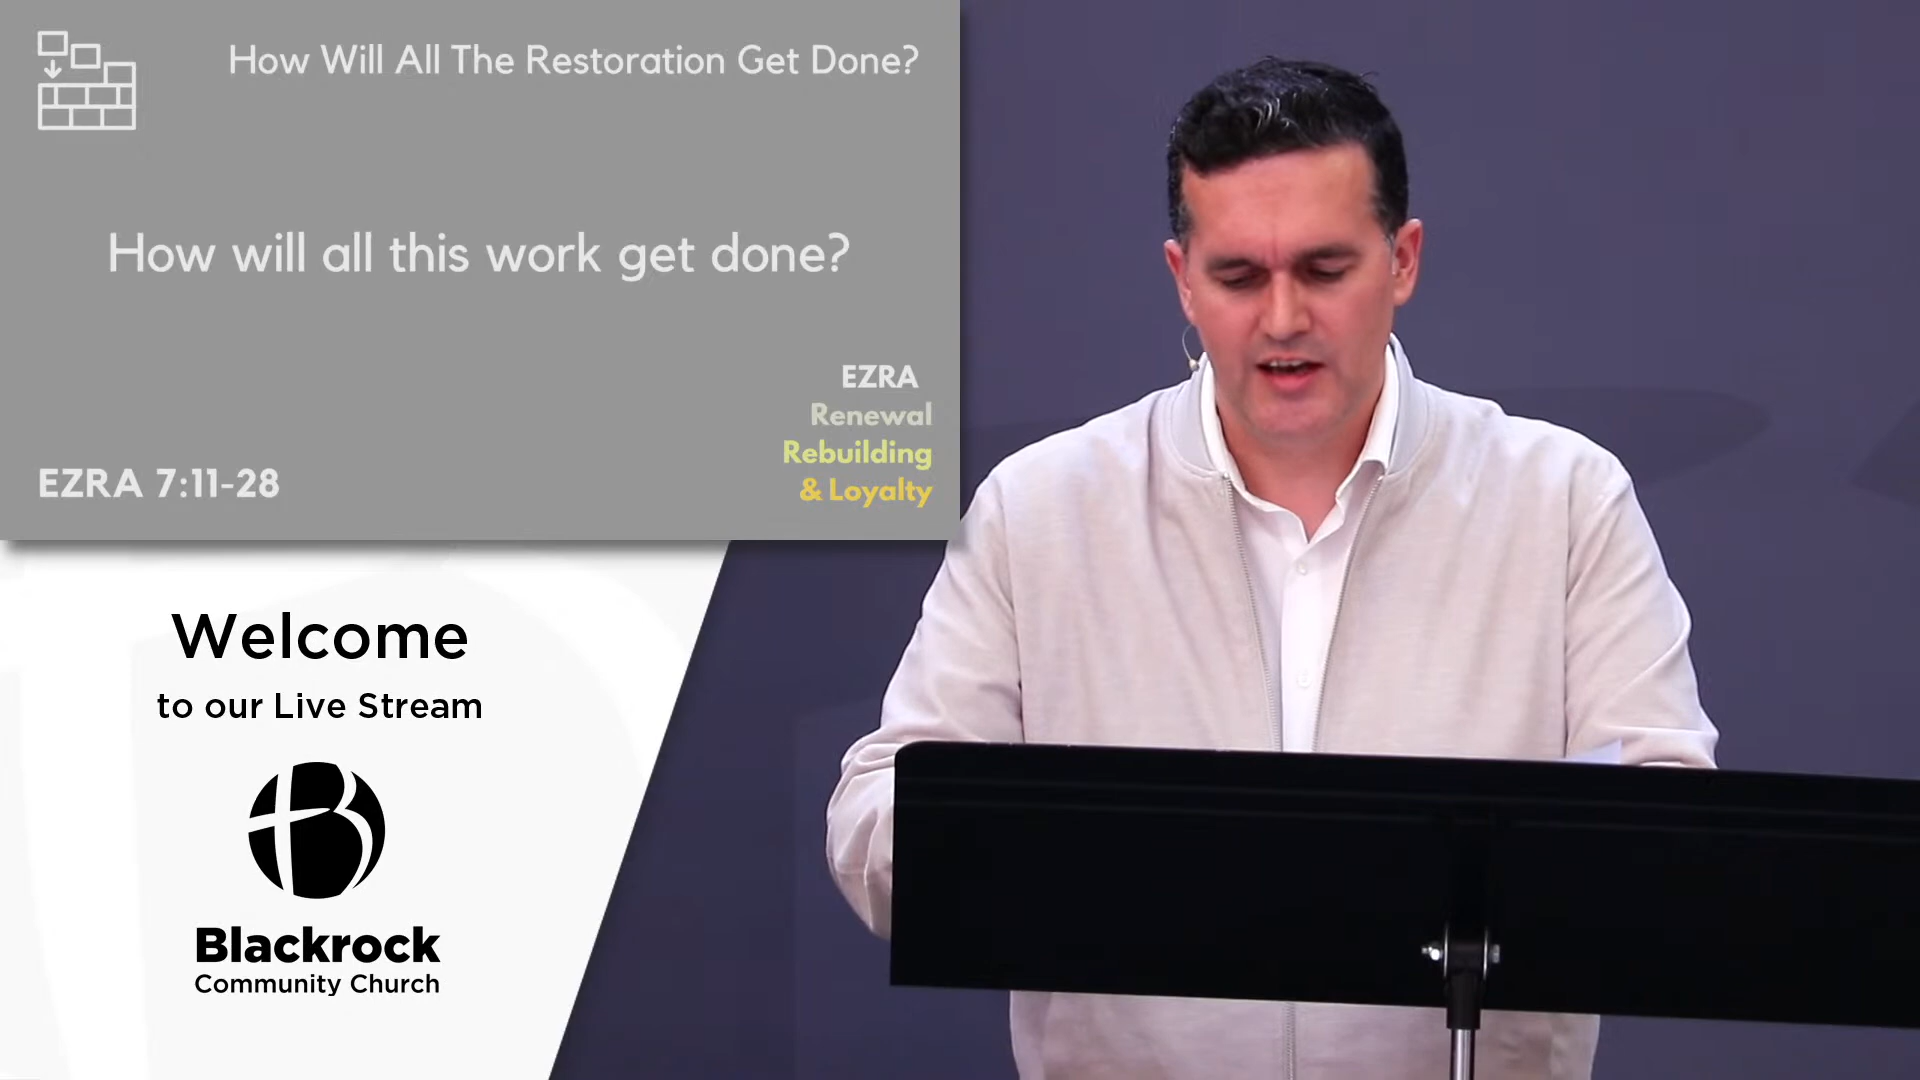 How Will All The Restoration Get Done?
How will all this work get done?
EZRA
Renewal
Rebuilding
& Loyalty
EZRA 7:11-28
Welcome
to our Live Stream
B
Blackrock
Community Church